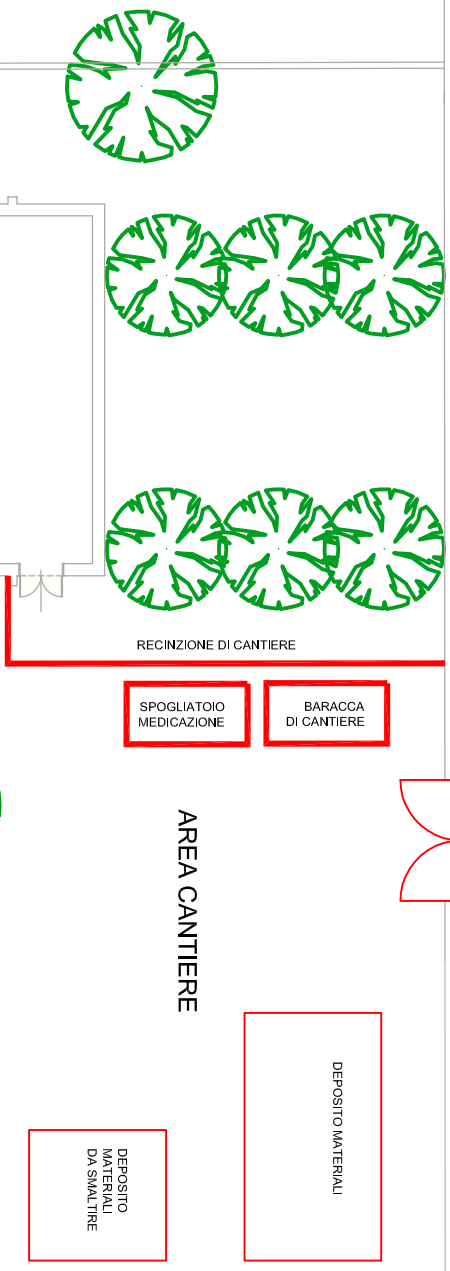 RECINZIONE DI CANTIERE
SPOGLIATOIO
MEDICAZIONE
BARACCA
DI CANTIERE
AREA CANTIERE
DEPOSITO MATERIALI
DEPOSITO
MATERIALI
DA SMALTIRE